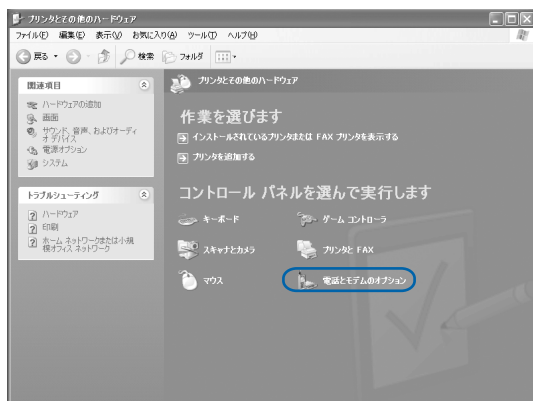 プリンタとその他のハードウェア
ファイル(F) 編集(E) 表示(V) お気に入り(A) ツール(T) ヘルプ(H)
戻る 検索 フォルダ
関連項目
ハードウェアの追加
画面
サウンド、音声、およびオーディ
オ デバイス
電源オプション
システム
トラブルシューティング
ハードウェア
印刷
ホーム ネットワークまたは小規
模オフィス ネットワーク
プリンタとその他のハードウェア
作業を選びます
インストールされているプリンタまたは FAX プリンタを表示する
プリンタを追加する
コントロール パネルを選んで実行します
キーボード
ゲーム コントローラ
スキャナとカメラ
プリンタと FAX
マウス
電話とモデムのオプション